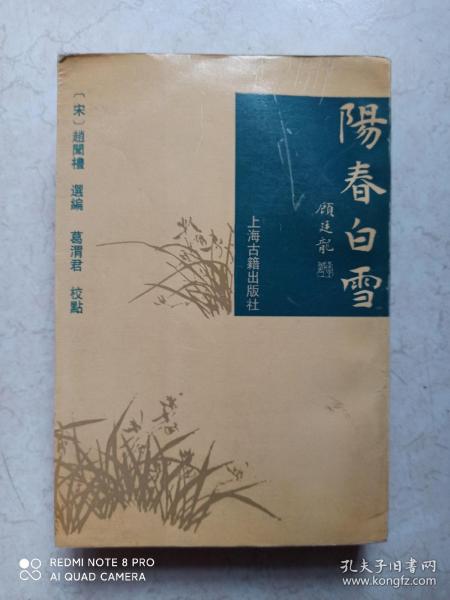 陽春白雪
顧廷龍
上海古籍出版社
〔宋〕趙聞禮 選編 葛渭君 校點
REDMI NOTE 8 PRO
AI QUAD CAMERA
孔夫子旧书网
www.kongfz.com